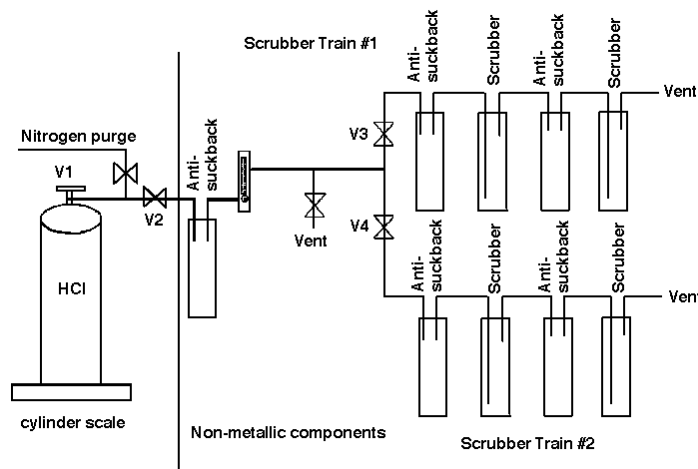 Scrubber Train #1
Anti-
suckback
Scrubber
Anti-
suckback
Scrubber
Vent
Nitrogen purge
V1
V2
Anti-
suckback
V3
Vent
V4
HCl
Anti-
suckback
Scrubber
Anti-
suckback
Scrubber
Vent
cylinder scale
Non-metallic components
Scrubber Train #2